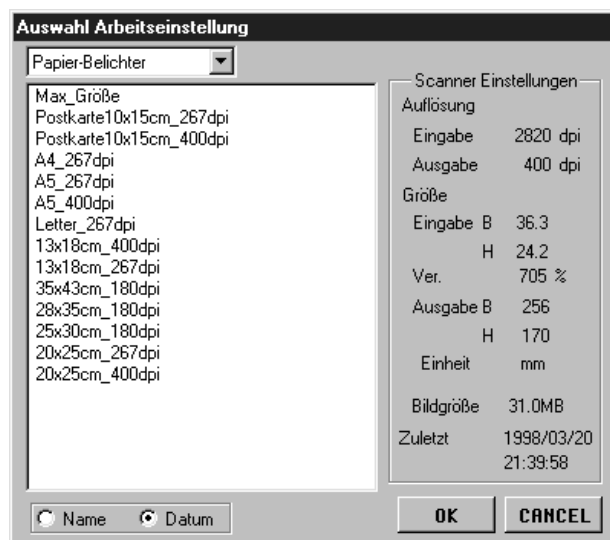 Auswahl Arbeitseinstellung
Papier-Belichter
Max_Größe
Postkarte10x15cm_267dpi
Postkarte10x15cm_400dpi
A4_267dpi
A5_267dpi
A5_400dpi
Letter_267dpi
13x18cm_400dpi
13x18cm_267dpi
35x43cm_180dpi
28x35cm_180dpi
25x30cm_180dpi
20x25cm_267dpi
20x25cm_400dpi
Name Datum
Scanner Einstellungen
Auflösung
Eingabe 2820 dpi
Ausgabe 400 dpi
Größe
Eingabe B 36.3
H 24.2
Ver. 705 %
Ausgabe B 256
H 170
Einheit mm
Bildgröße 31.0MB
Zuletzt 1998/03/20
21:39:58
OK CANCEL